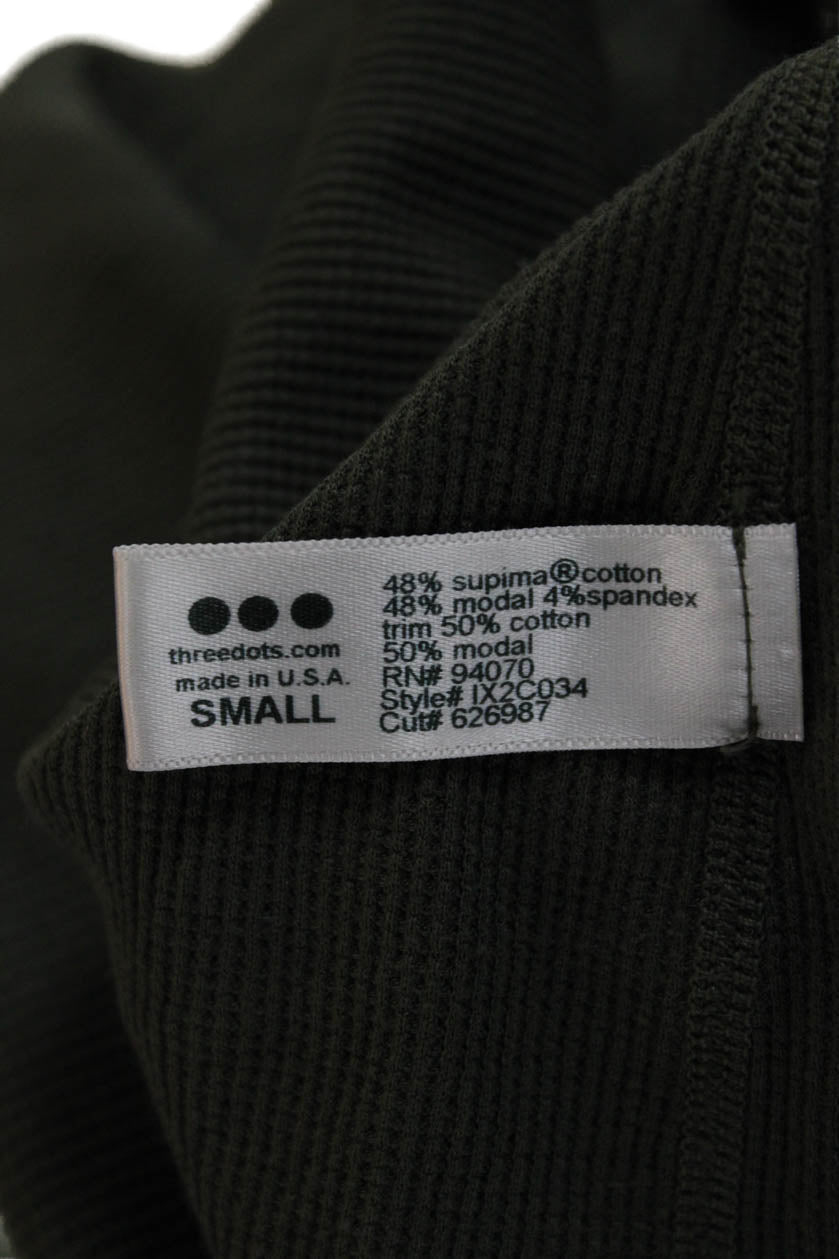 threedots.com
made in U.S.A.
SMALL
48% supima®cotton
48% modal 4%spandex
trim 50% cotton
50% modal
RN# 94070
Style# IX2C034
Cut# 626987